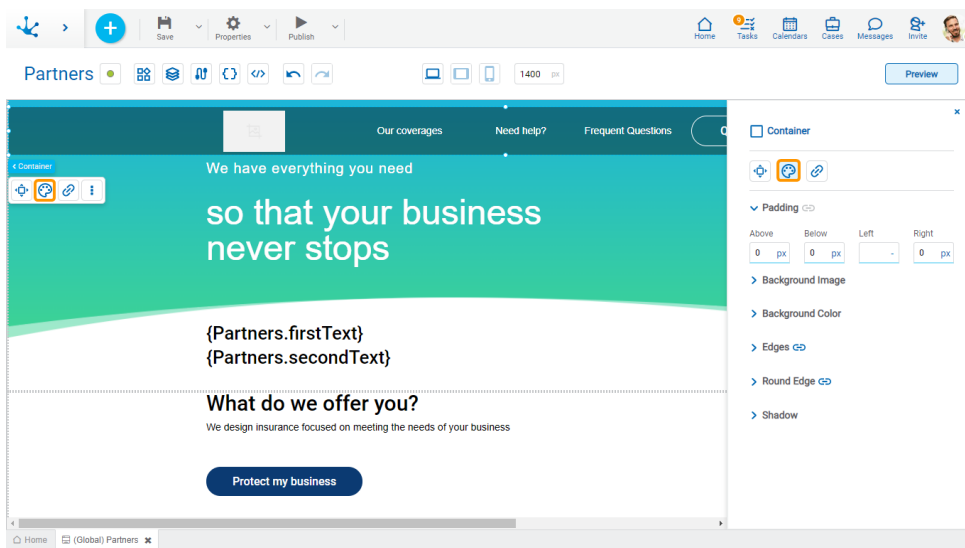 Save
Properties
Publish
Home
9
Tasks
Calendars
Cases
Messages
Invite
Partners
1400 px
Preview
Our coverages
Need help?
Frequent Questions
Container
We have everything you need
so that your business
never stops
{Partners.firstText}
{Partners.secondText}
What do we offer you?
We design insurance focused on meeting the needs of your business
Protect my business
Container
Padding
Above Below Left Right
0 px 0 px - 0 px
Background Image
Background Color
Edges
Round Edge
Shadow
Home
(Global) Partners